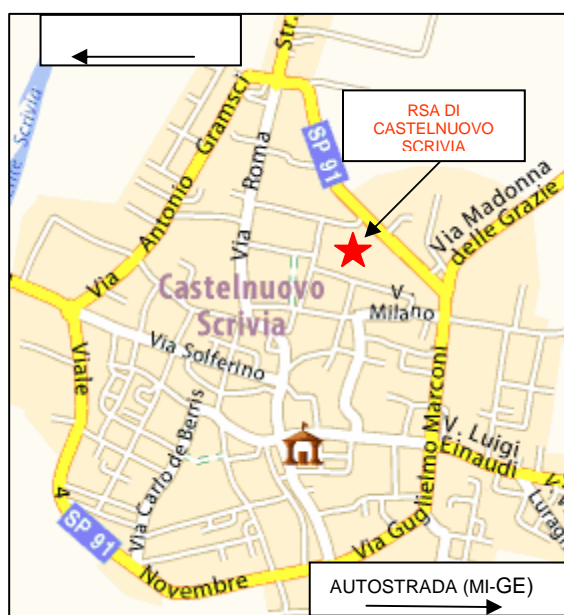 Str.
RSA DI
CASTELNUOVO
SCRIVIA
Scrivia
Via Antonio Gramsci
Via Roma
SP 91
Via Madonna
delle Grazie
Castelnuovo
Scrivia
V.
Milano
Via Solferino
Viale
4
Novembre
Via Carlo de Berris
Via Guglielmo Marconi
V. Luigi
Einaudi
SP 91
AUTOSTRADA (MI-GE)